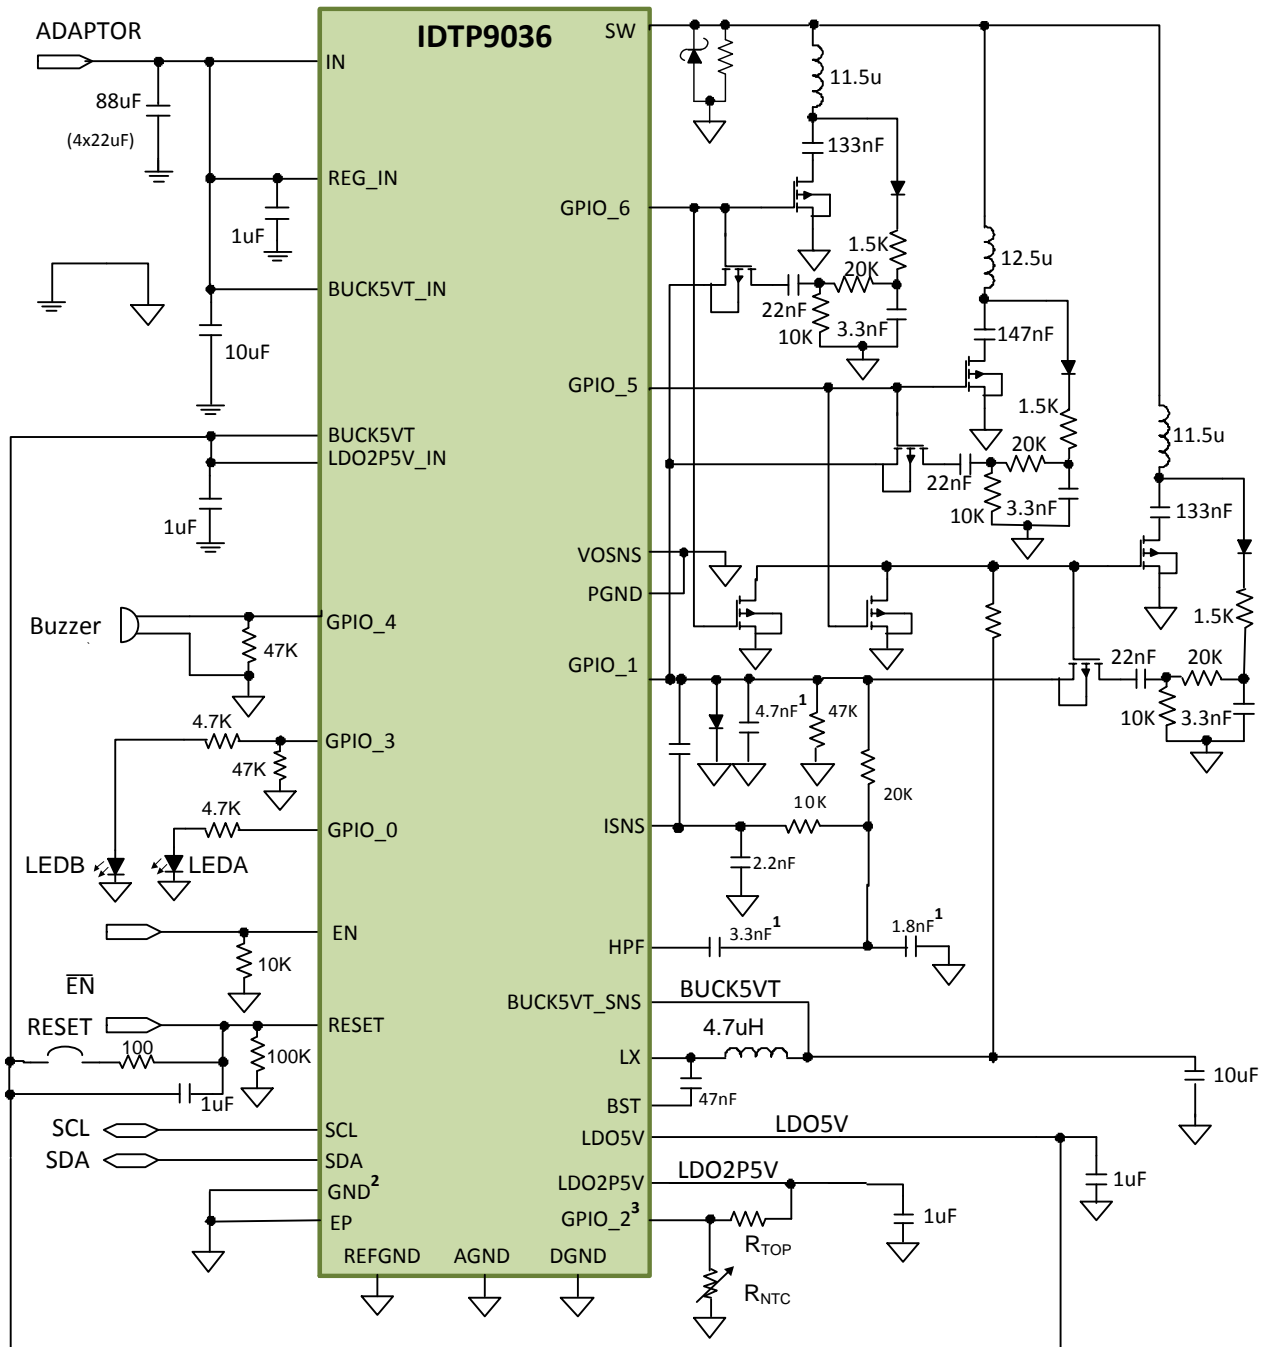 IDTP9036
ADAPTOR
IN
SW
88uF
(4x22uF)
11.5u
133nF
REG_IN
GPIO_6
1uF
1.5K
20K
12.5u
BUCK5VT_IN
22nF
10K
3.3nF
10uF
147nF
GPIO_5
1.5K
BUCK5VT
LDO2P5V_IN
20K
11.5u
22nF
10K
3.3nF
133nF
1uF
VOSNS
PGND
1.5K
Buzzer
GPIO_4
47K
GPIO_1
22nF
20K
4.7nF1
47K
10K
3.3nF
4.7K
GPIO_3
47K
20K
4.7K
10K
GPIO_0
ISNS
LEDB
LEDA
2.2nF
EN
3.3nF1
1.8nF1
HPF
10K
EN
BUCK5VT_SNS
BUCK5VT
RESET
RESET
4.7uH
100
100K
LX
10uF
1uF
47nF
BST
SCL
SCL
LDO5V
LDO5V
SDA
SDA
LDO2P5V
LDO2P5V
1uF
GND2
EP
GPIO_23
1uF
RTOP
REFGND
AGND
DGND
RNTC